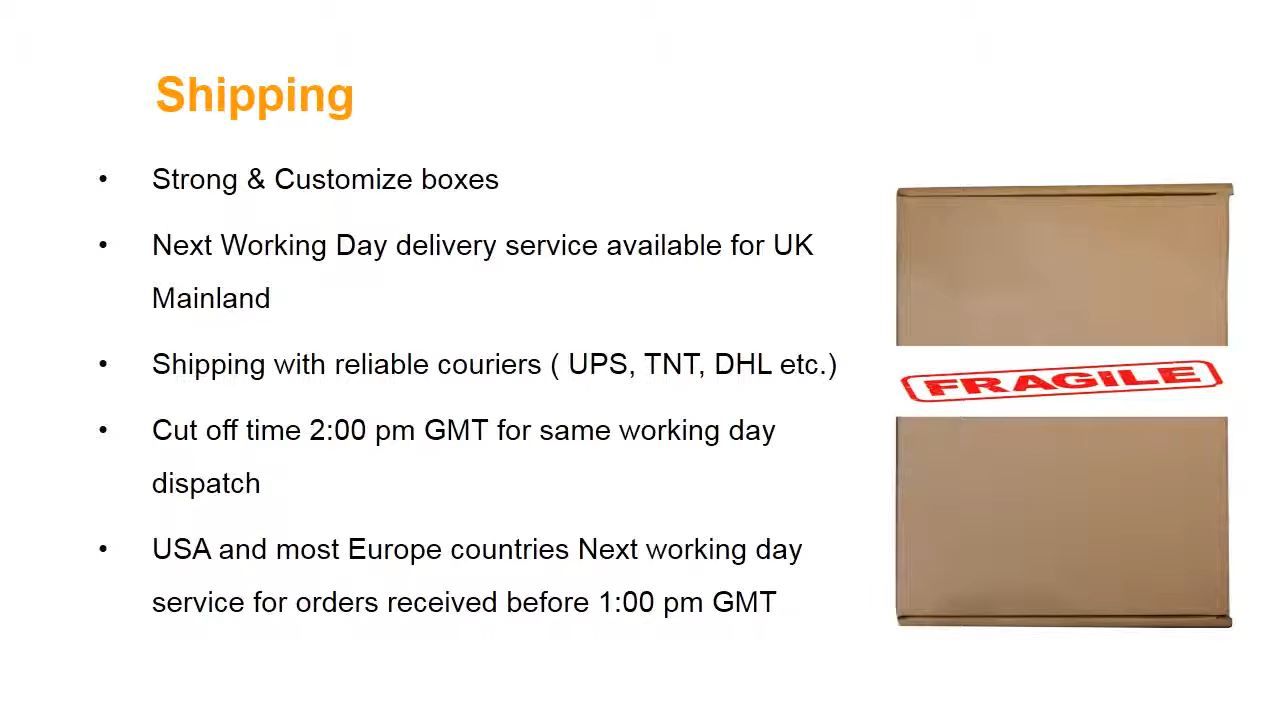 Shipping
• Strong & Customize boxes
• Next Working Day delivery service available for UK
Mainland
• Shipping with reliable couriers ( UPS, TNT, DHL etc.)
• Cut off time 2:00 pm GMT for same working day
dispatch
• USA and most Europe countries Next working day
service for orders received before 1:00 pm GMT
FRAGILE